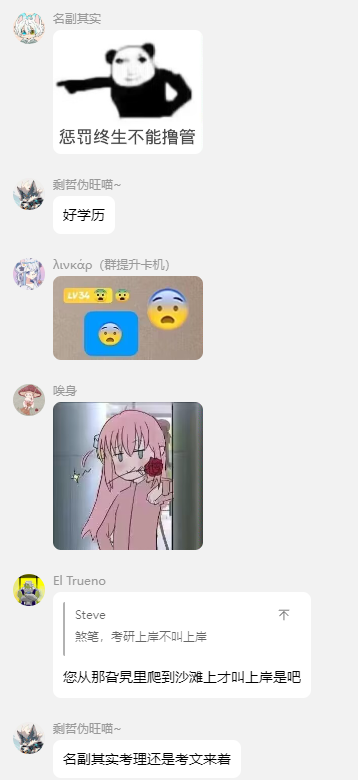 名副其实
惩罚终生不能撸管
剩哲伪旺喵~
好学历
λινκάρ（群提升卡机）
LV34
唉身
El Trueno
Steve
煞笔，考研上岸不叫上岸
您从那旮旯里爬到沙滩上才叫上岸是吧
剩哲伪旺喵~
名副其实考理还是考文来着